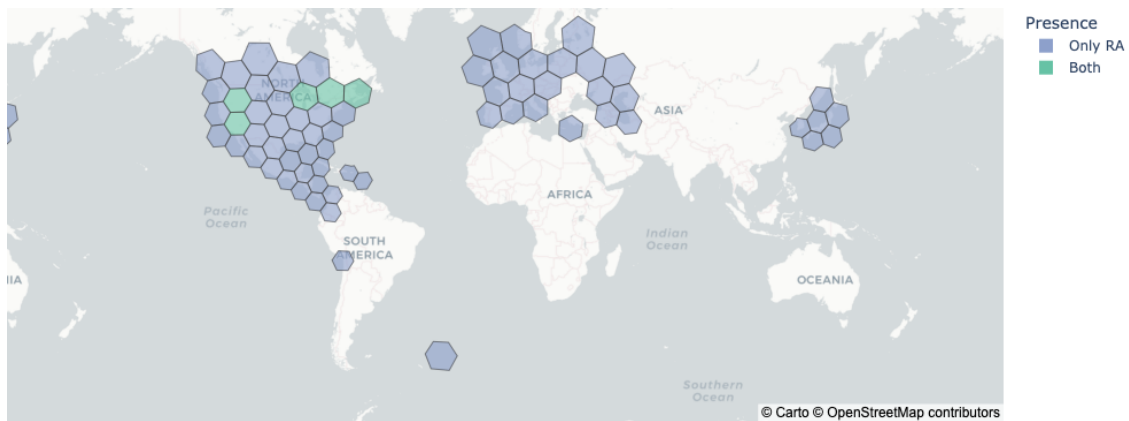 Presence
Only RA
Both
NORTH
AMERICA
ASIA
AFRICA
Pacific
Ocean
SOUTH
AMERICA
Indian
Ocean
IIA
OCEANIA
Southern
Ocean
© Carto © OpenStreetMap contributors